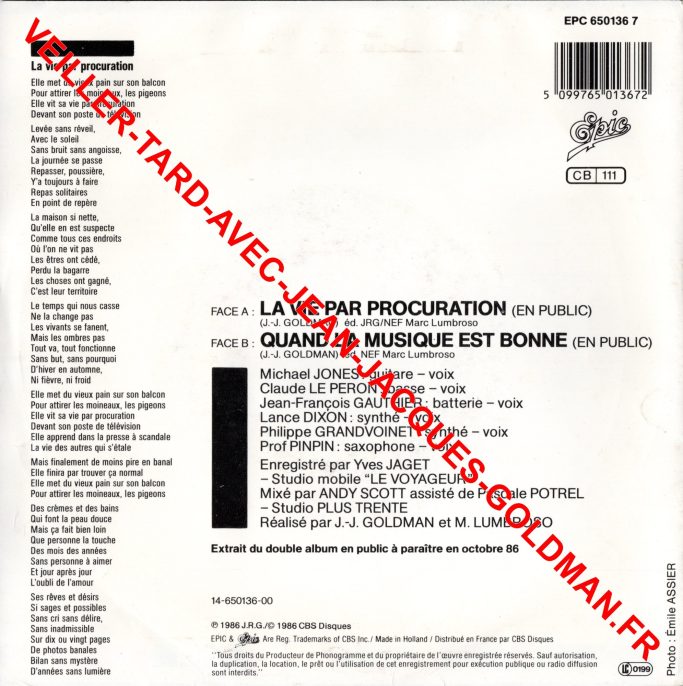 La vie par procuration
Elle met du vieux pain sur son balcon
Pour attirer les moineaux, les pigeons
Elle vit sa vie par procuration
Devant son poste de télévision
Levée sans réveil,
Avec le soleil
Sans bruit sans angoisse,
La journée se passe
Repasser, poussière,
Y'a toujours à faire
Repas solitaires
En point de repère
La maison si nette,
Qu'elle en est suspecte
Comme tous ces endroits
Où l'on ne vit pas
Les êtres ont cédé,
Perdu la bagarre
Les choses ont gagné,
C'est leur territoire
Le temps qui nous casse
Ne la change pas
Les vivants se fanent,
Mais les ombres pas
Tout va, tout fonctionne
Sans but, sans pourquoi
D'hiver en automne,
Ni fièvre, ni froid
Elle met du vieux pain sur son balcon
Pour attirer les moineaux, les pigeons
Elle vit sa vie par procuration
Devant son poste de télévision
Elle apprend dans la presse à scandale
La vie des autres qui s'étale
Mais finalement de moins pire en banal
Elle finira par trouver ça normal
Elle met du vieux pain sur son balcon
Pour attirer les moineaux, les pigeons
Des crèmes et des bains
Qui font la peau douce
Mais ça fait bien loin
Que personne la touche
Des mois des années
Sans personne à aimer
Et jour après jour
L'oubli de l'amour
Ses rêves et désirs
Si sages et possibles
Sans cri sans délire,
Sans inadmissible
Sur dix ou vingt pages
De photos banales
Bilan sans mystère
D'années sans lumière
EPC 650136 7
5 099765 013672
Epic
CB 111
FACE A : LA VIE PAR PROCURATION (EN PUBLIC)
(J.-J. GOLDMAN) éd. JRG/NEF Marc Lumbroso
FACE B : QUAND LA MUSIQUE EST BONNE (EN PUBLIC)
(J.-J. GOLDMAN) éd. NEF Marc Lumbroso
Michael JONES : guitare – voix
Claude LE PERON : basse – voix
Jean-François GAUTHIER : batterie – voix
Lance DIXON : synthé – voix
Philippe GRANDVOINET : synthé – voix
Prof PINPIN : saxophone – voix
Enregistré par Yves JAGET
– Studio mobile "LE VOYAGEUR"
Mixé par ANDY SCOTT assisté de Pascale POTREL
– Studio PLUS TRENTE
Réalisé par J.-J. GOLDMAN et M. LUMBROSO
Extrait du double album en public à paraître en octobre 86
14-650136-00
℗ 1986 J.R.G./© 1986 CBS Disques
EPIC & Epic Are Reg. Trademarks of CBS Inc./ Made in Holland / Distribué en France par CBS Disques
"Tous droits du Producteur de Phonogramme et du propriétaire de l'œuvre enregistrée réservés. Sauf autorisation,
la duplication, la location, le prêt ou l'utilisation de cet enregistrement pour exécution publique ou radio diffusion
sont interdits."
LC 0199
Photo : Émile ASSIER
VEILLER-TARD-AVEC-JEAN-JACQUES-GOLDMAN.FR